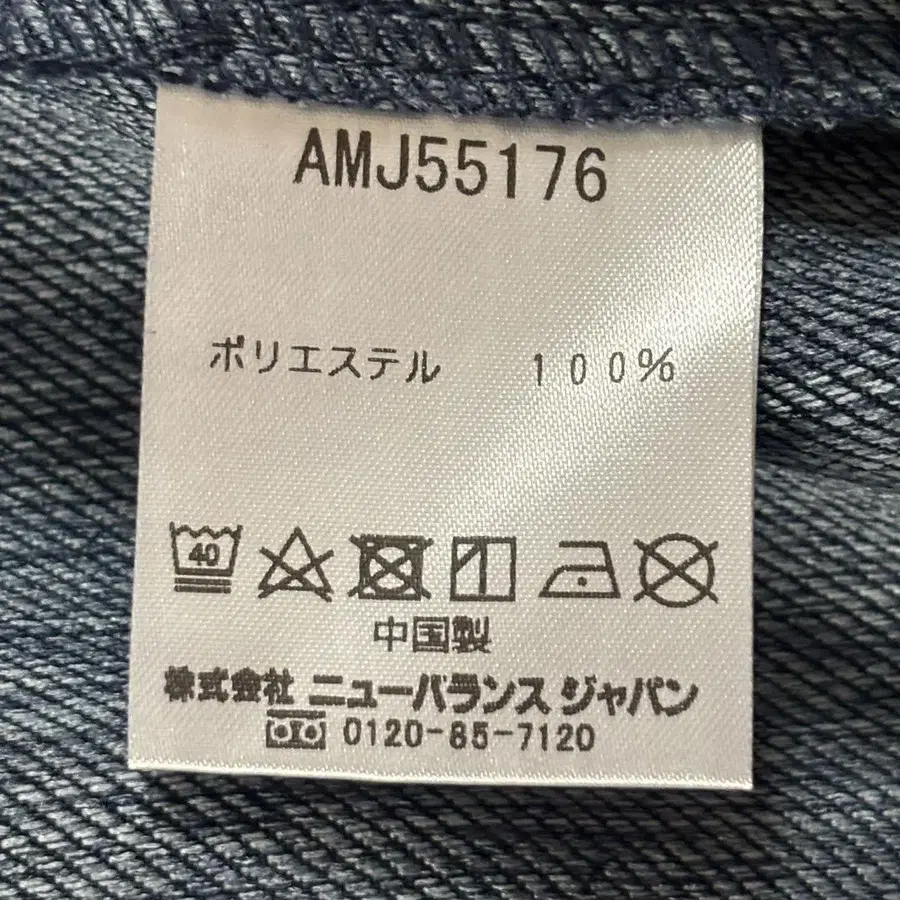 AMJ55176
ポリエステル 100%
40
中国製
株式会社 ニューバランス ジャパン
0120-85-7120